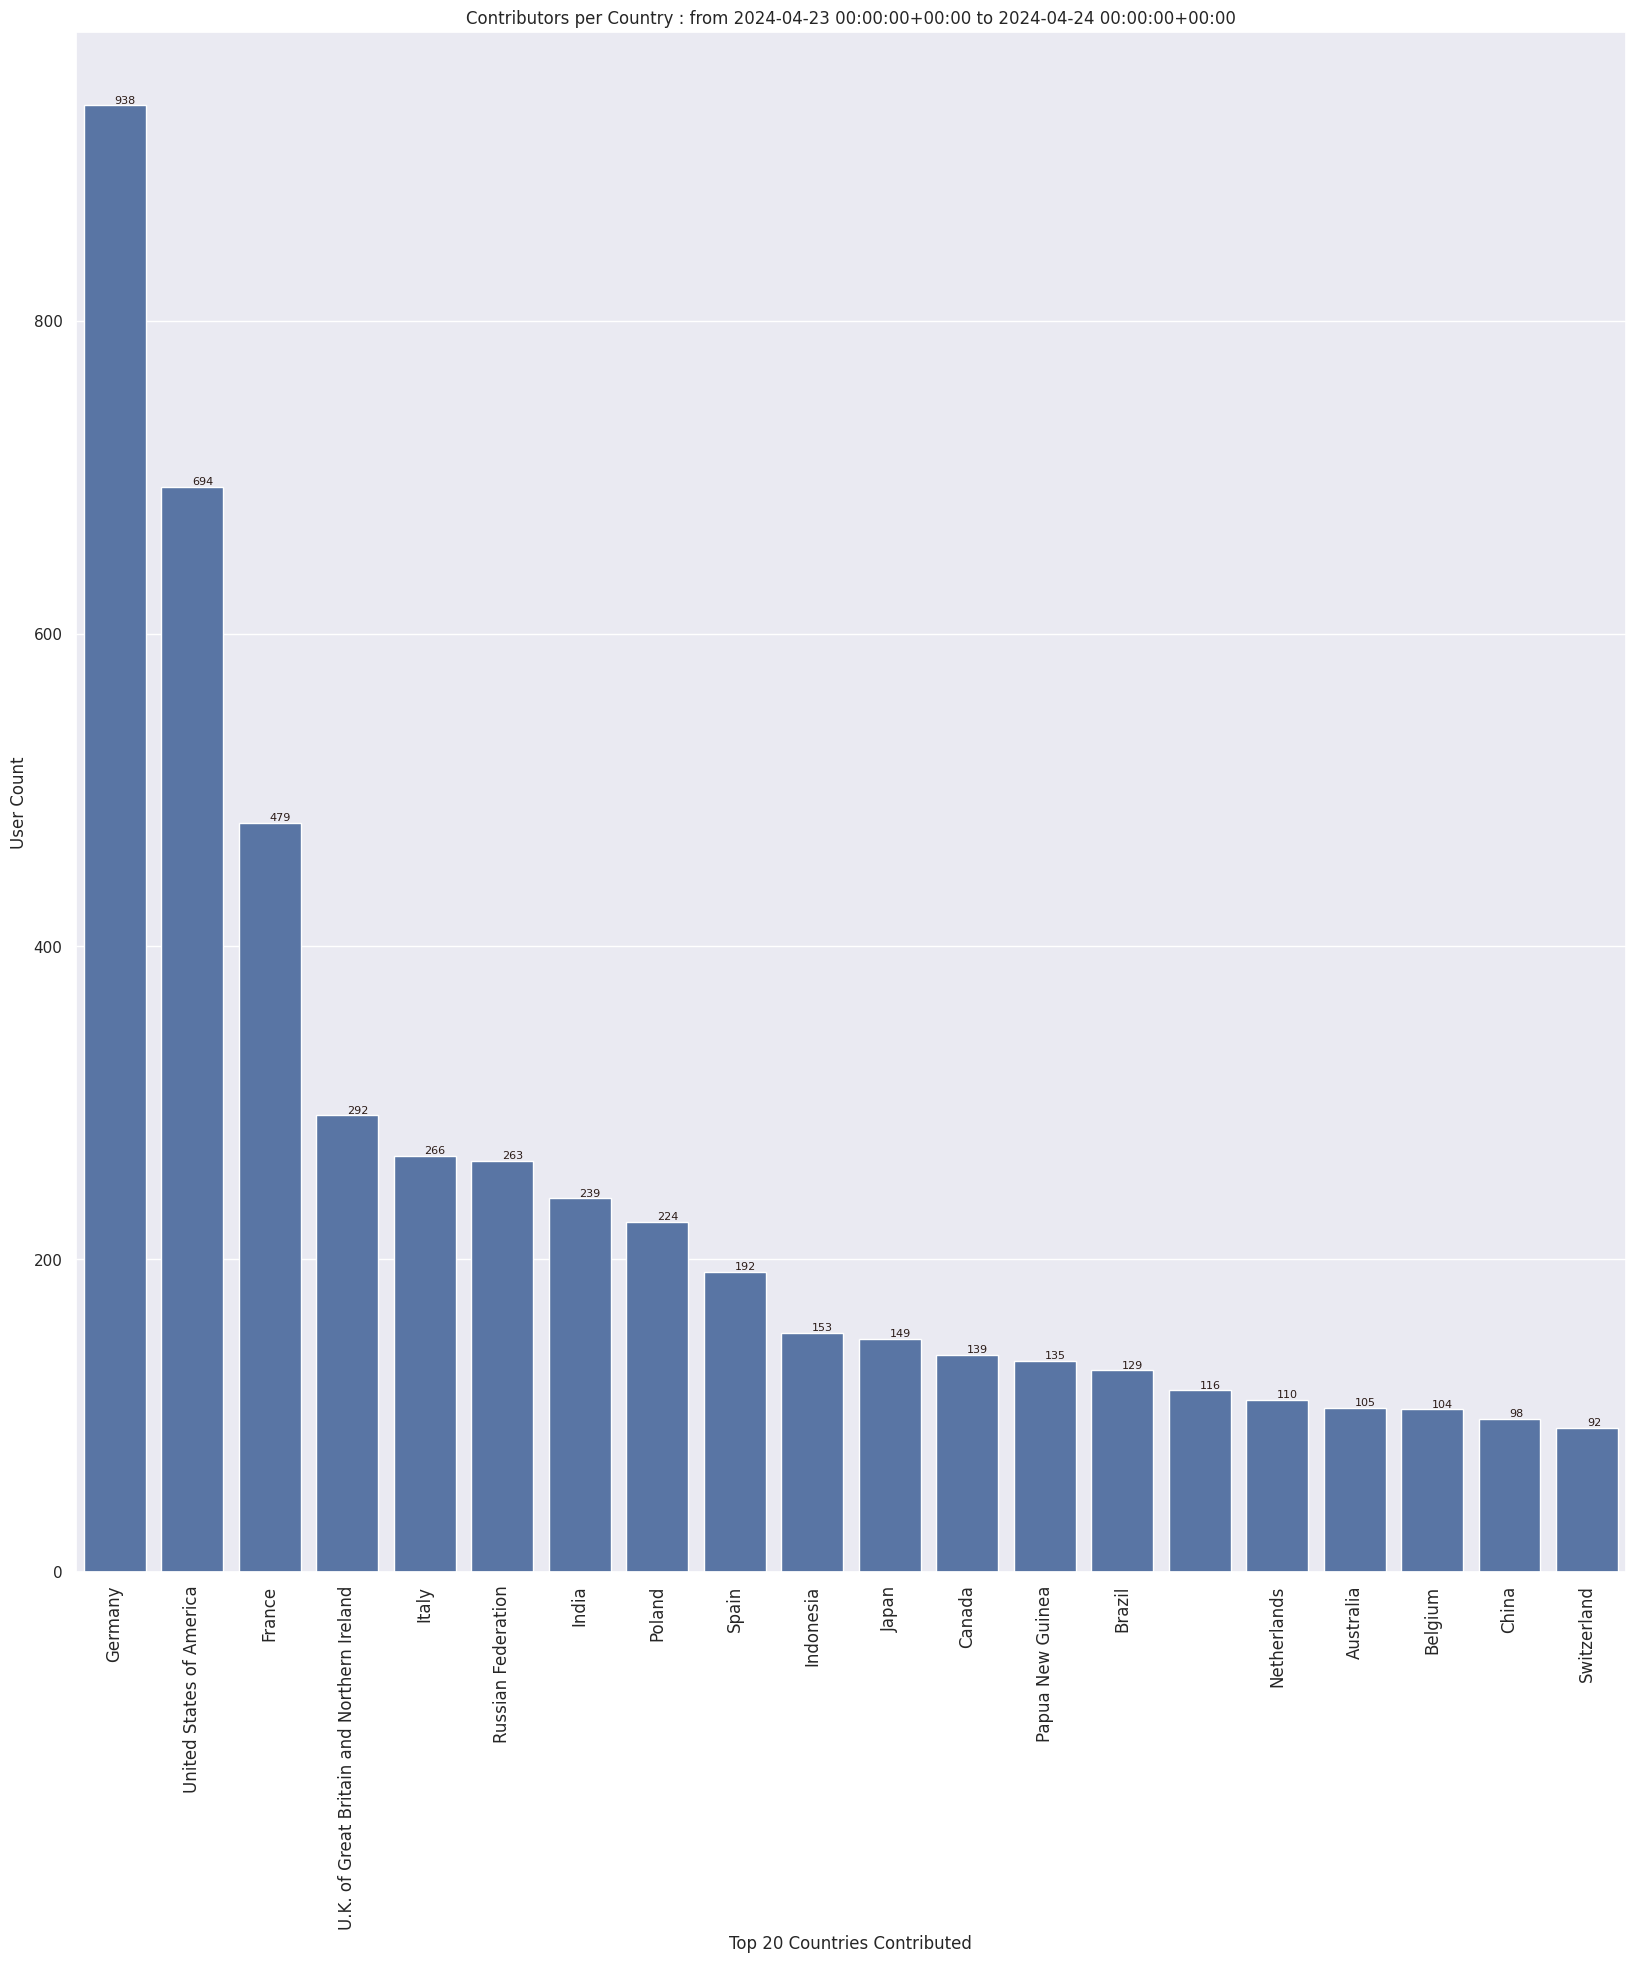 Contributors per Country : from 2024-04-23 00:00:00+00:00 to 2024-04-24 00:00:00+00:00
User Count
800
600
400
200
0
938
694
479
292
266
263
239
224
192
153
149
139
135
129
116
110
105
104
98
92
Germany
United States of America
France
U.K. of Great Britain and Northern Ireland
Italy
Russian Federation
India
Poland
Spain
Indonesia
Japan
Canada
Papua New Guinea
Brazil
Netherlands
Australia
Belgium
China
Switzerland
Top 20 Countries Contributed